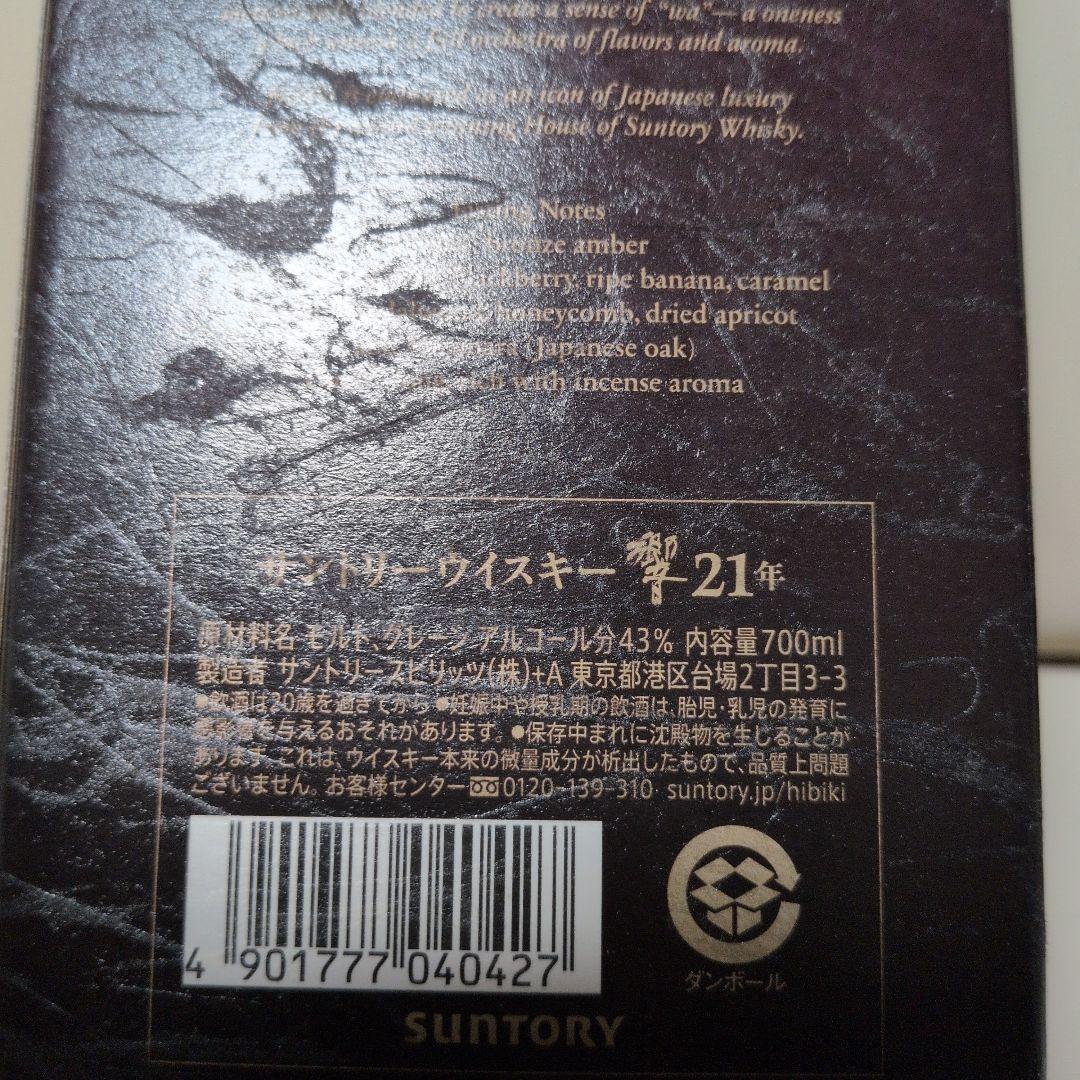 to create a sense of "wa"— a oneness
full orchestra of flavors and aroma.
an icon of Japanese luxury
House of Suntory Whisky.
Notes
bronze amber
blackberry, ripe banana, caramel
honeycomb, dried apricot
(Japanese oak)
rich with incense aroma
サントリーウイスキー 響 21年
原材料名 モルト、グレーン アルコール分43% 内容量700ml
製造者 サントリースピリッツ(株)+A 東京都港区台場2丁目3-3
●飲酒は20歳を過ぎてから ●妊娠中や授乳期の飲酒は、胎児・乳児の発育に
悪影響を与えるおそれがあります。●保存中まれに沈殿物を生じることが
あります。これは、ウイスキー本来の微量成分が析出したもので、品質上問題
ございません。お客様センター 0120-139-310 suntory.jp/hibiki
4 901777 040427
ダンボール
SUNTORY